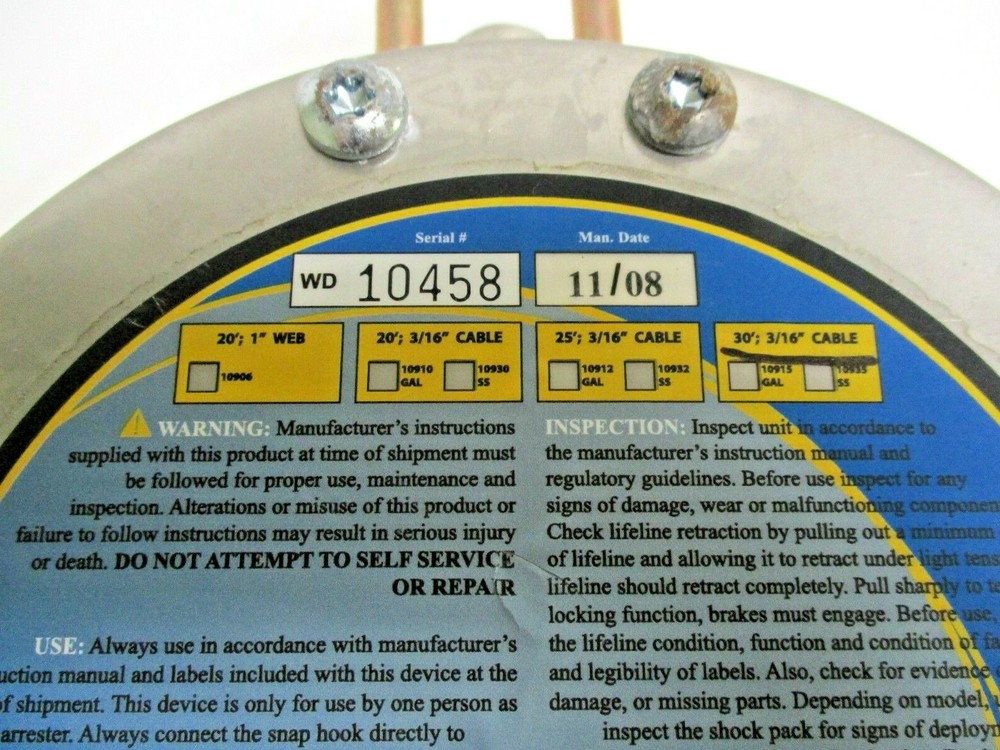 Serial #
Man. Date
WD 10458
11/08
20'; 1" WEB
10906
20'; 3/16" CABLE
10910 GAL
10930 SS
25'; 3/16" CABLE
10912 GAL
10932 SS
30'; 3/16" CABLE
10915 GAL
10935 SS
WARNING: Manufacturer's instructions
supplied with this product at time of shipment must
be followed for proper use, maintenance and
inspection. Alterations or misuse of this product or
failure to follow instructions may result in serious injury
or death. DO NOT ATTEMPT TO SELF SERVICE
OR REPAIR
USE: Always use in accordance with manufacturer's
uction manual and labels included with this device at the
of shipment. This device is only for use by one person as
arrester. Always connect the snap hook directly to
INSPECTION: Inspect unit in accordance to
the manufacturer's instruction manual and
regulatory guidelines. Before use inspect for any
signs of damage, wear or malfunctioning componen
Check lifeline retraction by pulling out a minimum
of lifeline and allowing it to retract under light tens
lifeline should retract completely. Pull sharply to te
locking function, brakes must engage. Before use,
the lifeline condition, function and condition of fa
and legibility of labels. Also, check for evidence
damage, or missing parts. Depending on model,
inspect the shock pack for signs of deploym